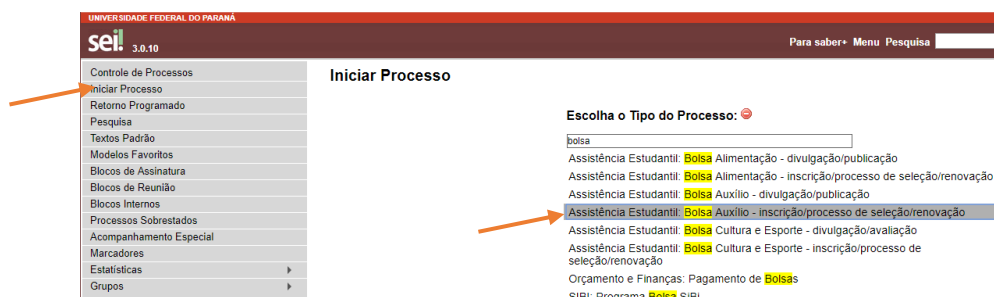 UNIVERSIDADE FEDERAL DO PARANÁ
sei! 3.0.10
Para saber+ Menu Pesquisa
Controle de Processos
Iniciar Processo
Retorno Programado
Pesquisa
Textos Padrão
Modelos Favoritos
Blocos de Assinatura
Blocos de Reunião
Blocos Internos
Processos Sobrestados
Acompanhamento Especial
Marcadores
Estatísticas
Grupos
Iniciar Processo
Escolha o Tipo do Processo:
bolsa
Assistência Estudantil: Bolsa Alimentação - divulgação/publicação
Assistência Estudantil: Bolsa Alimentação - inscrição/processo de seleção/renovação
Assistência Estudantil: Bolsa Auxílio - divulgação/publicação
Assistência Estudantil: Bolsa Auxílio - inscrição/processo de seleção/renovação
Assistência Estudantil: Bolsa Cultura e Esporte - divulgação/avaliação
Assistência Estudantil: Bolsa Cultura e Esporte - inscrição/processo de
seleção/renovação
Orçamento e Finanças: Pagamento de Bolsas
SIBI: Programa Bolsa SiBi